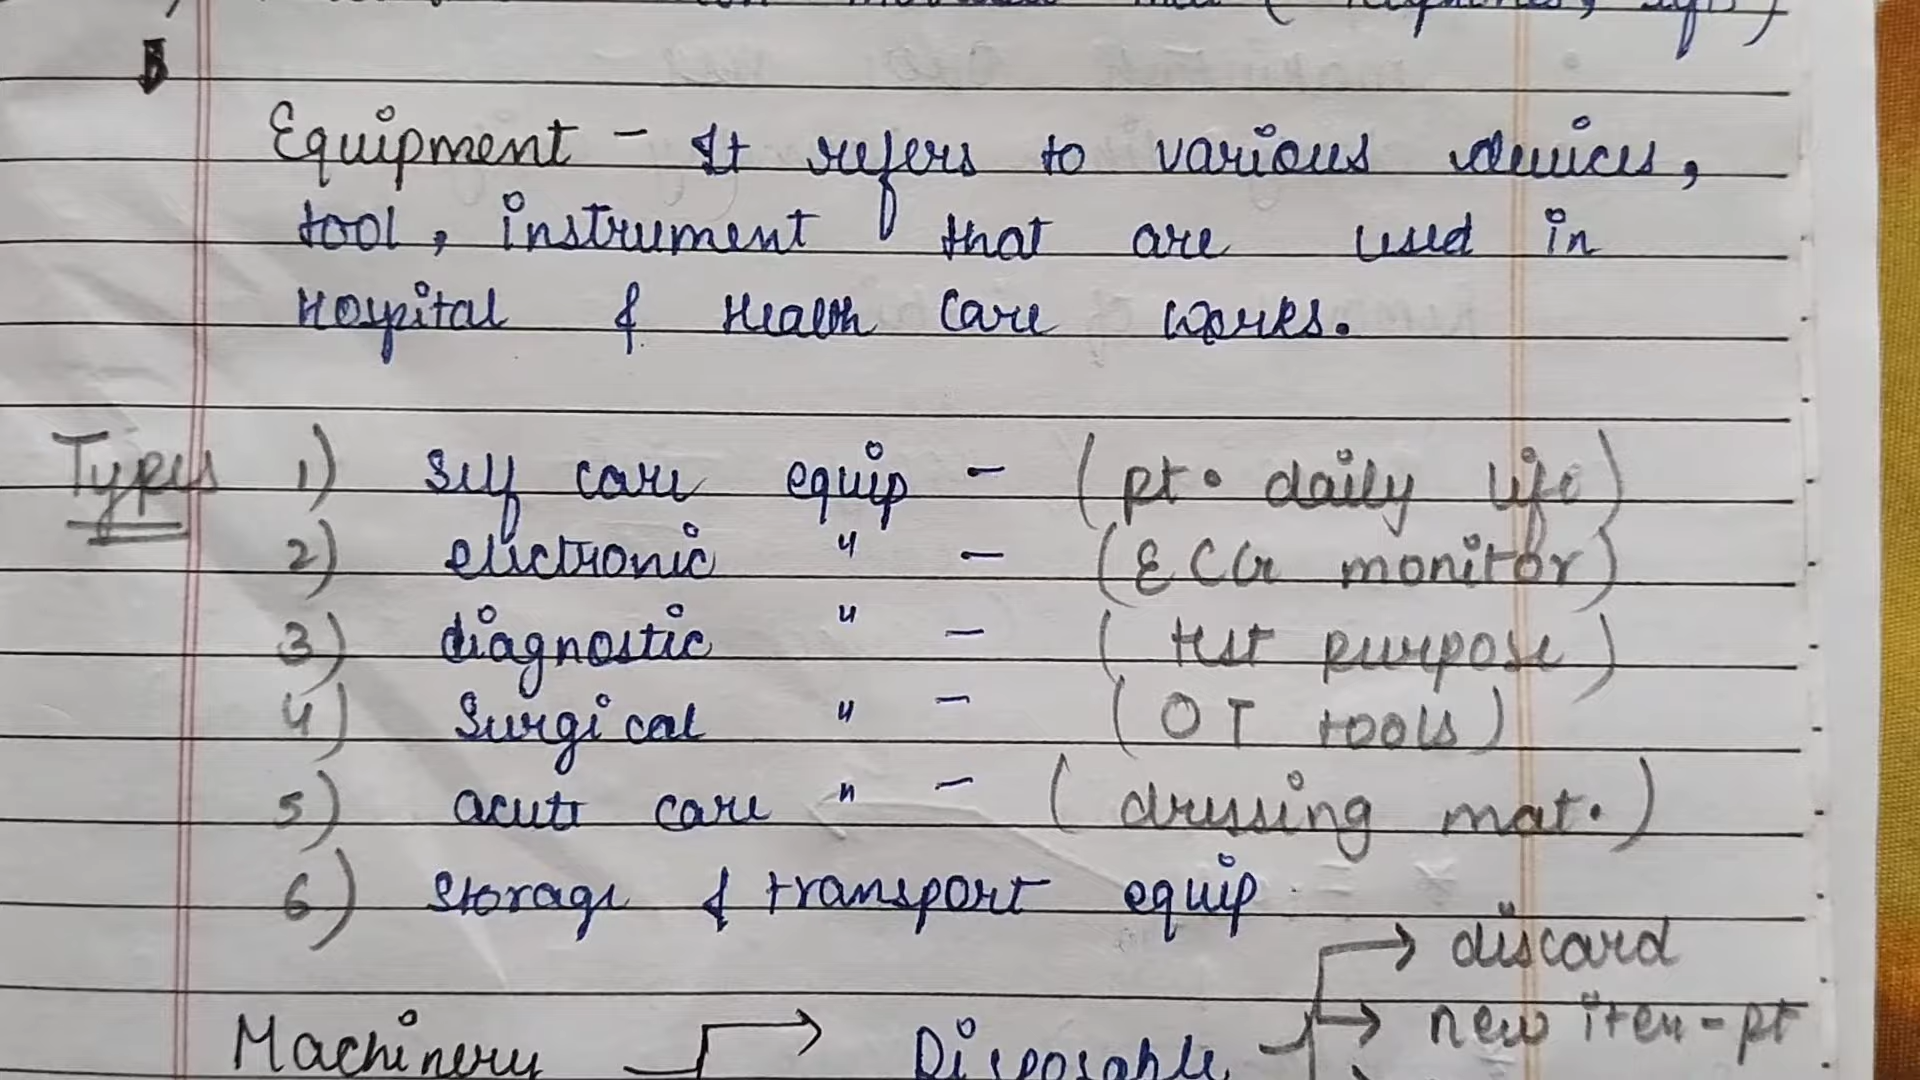 Equipment - It refers to various devices,
tool, instrument that are used in
Hospital & Health Care works.
Types 1) Self care equip - (pt. daily life)
2) electronic " - (ECG monitor)
3) diagnostic " - (test purpose)
4) Surgical " - (OT tools)
5) acute care " - (dressing mat.)
6) storage & transport equip
→ discard
Machinery → Disposable → new item - pt